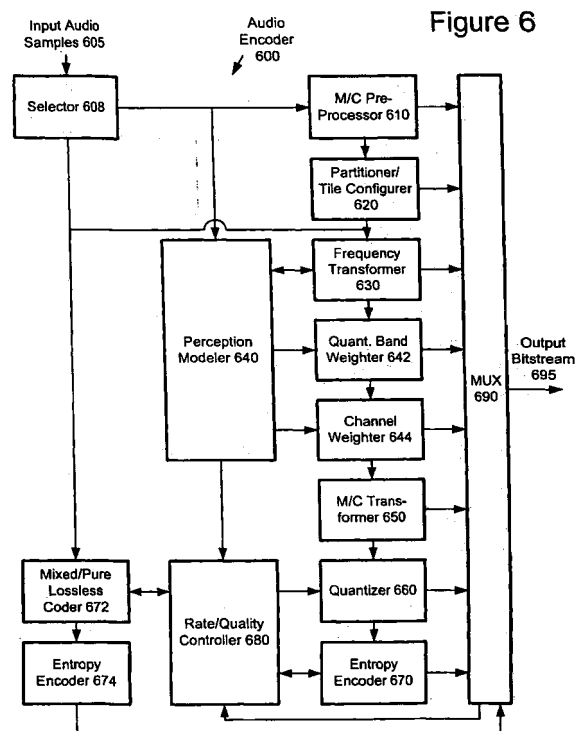 Figure 6
Input Audio
Samples 605
Audio
Encoder
600
Selector 608
M/C Pre-
Processor 610
Partitioner/
Tile Configurer
620
Frequency
Transformer
630
Perception
Modeler 640
Quant. Band
Weighter 642
Channel
Weighter 644
M/C Trans-
former 650
MUX
690
Output
Bitstream
695
Mixed/Pure
Lossless
Coder 672
Rate/Quality
Controller 680
Quantizer 660
Entropy
Encoder 674
Entropy
Encoder 670